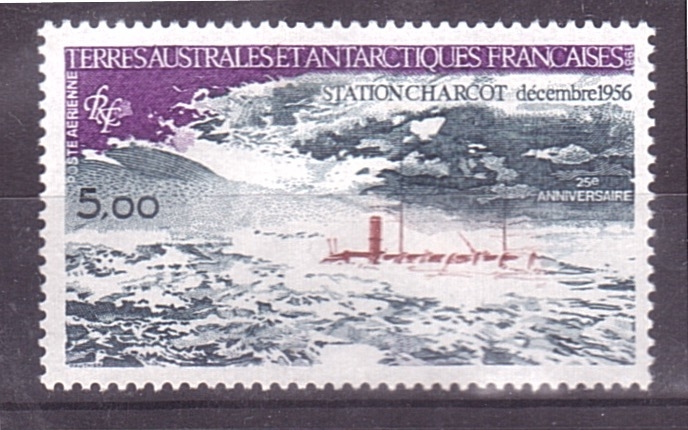 TERRES AUSTRALES ET ANTARCTIQUES FRANÇAISES
1981
POSTE AERIENNE
RF
STATION CHARCOT décembre 1956
25e
ANNIVERSAIRE
5,00